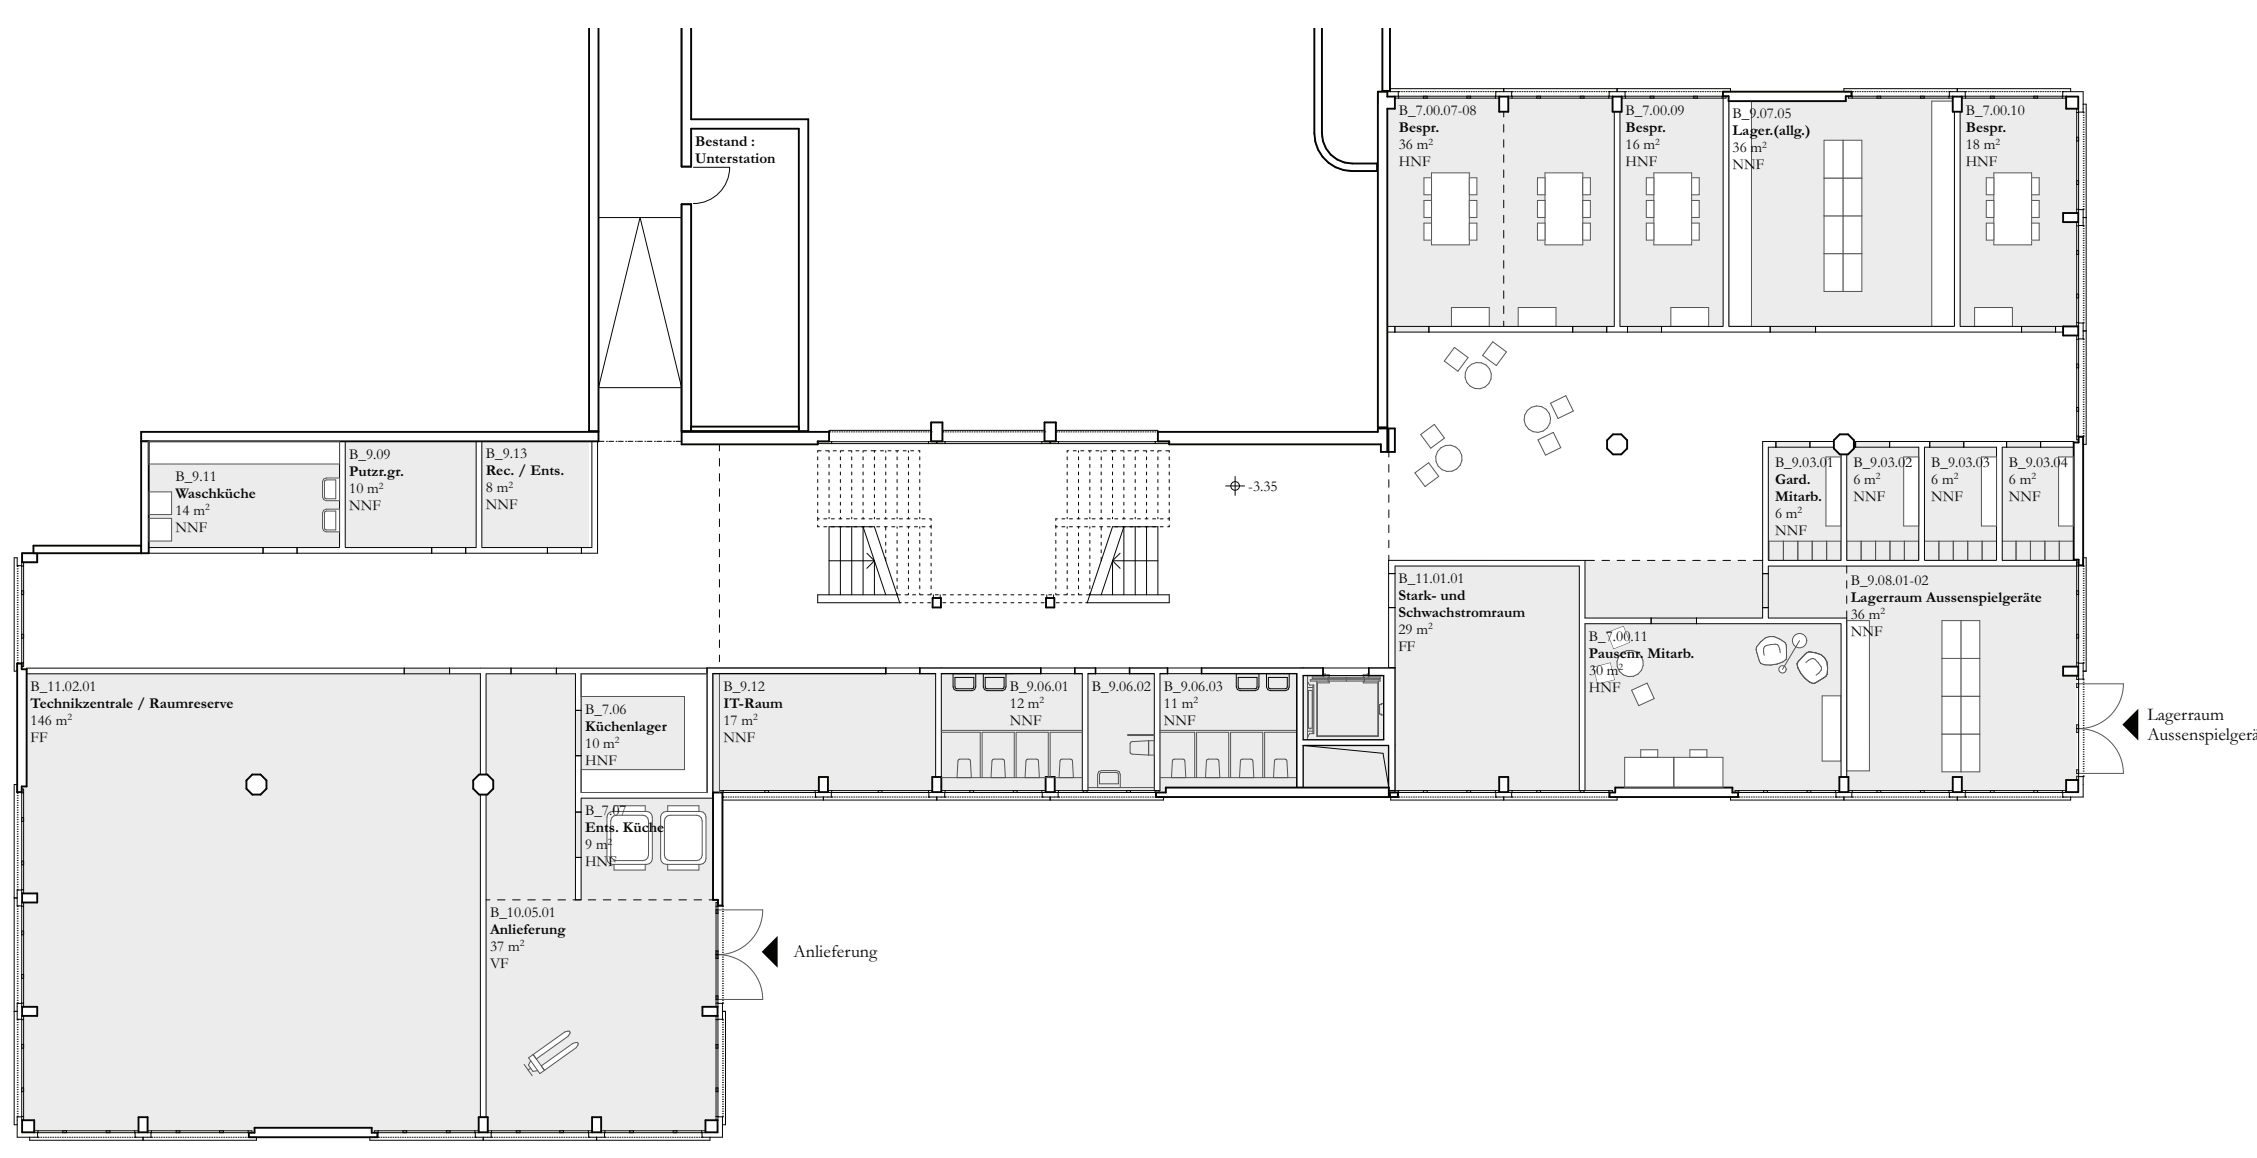 Bestand :
Unterstation
B_7.00.07-08
Bespr.
36 m²
HNF
B_7.00.09
Bespr.
16 m²
HNF
B_9.07.05
Lager.(allg.)
36 m²
NNF
B_7.00.10
Bespr.
18 m²
HNF
B_9.11
Waschküche
14 m²
NNF
B_9.09
Putzr.gr.
10 m²
NNF
B_9.13
Rec. / Ents.
8 m²
NNF
-3.35
B_9.03.01
Gard.
Mitarb.
6 m²
NNF
B_9.03.02
6 m²
NNF
B_9.03.03
6 m²
NNF
B_9.03.04
6 m²
NNF
B_11.01.01
Stark- und
Schwachstromraum
29 m²
FF
B_9.08.01-02
Lagerraum Aussenspielgeräte
36 m²
NNF
B_7.00.11
Pausenr. Mitarb.
30 m²
HNF
B_11.02.01
Technikzentrale / Raumreserve
146 m²
FF
B_7.06
Küchenlager
10 m²
HNF
B_9.12
IT-Raum
17 m²
NNF
B_9.06.01
12 m²
NNF
B_9.06.02
B_9.06.03
11 m²
NNF
Lagerraum
Aussenspielgerä
B_7.07
Ents. Küche
9 m²
HNF
B_10.05.01
Anlieferung
37 m²
VF
Anlieferung